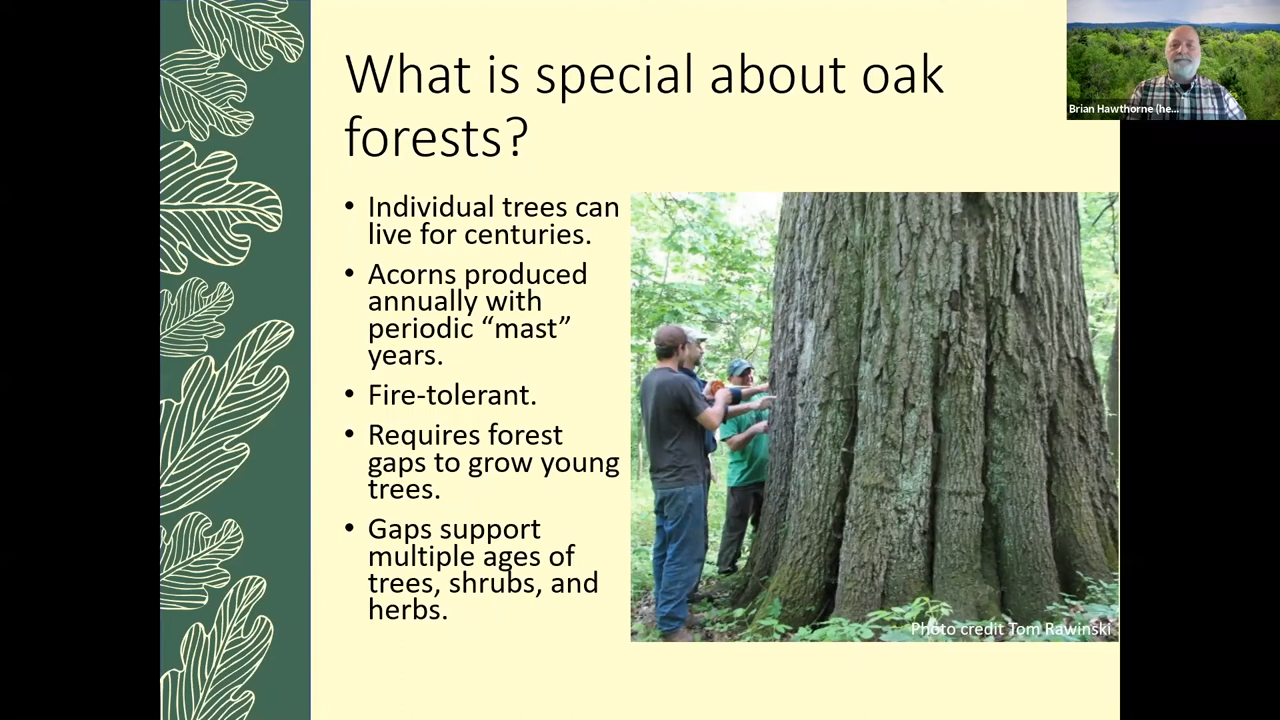 What is special about oak
forests?
• Individual trees can
live for centuries.
• Acorns produced
annually with
periodic “mast”
years.
• Fire-tolerant.
• Requires forest
gaps to grow young
trees.
• Gaps support
multiple ages of
trees, shrubs, and
herbs.
Photo credit Tom Rawinski
Brian Hawthorne (he...